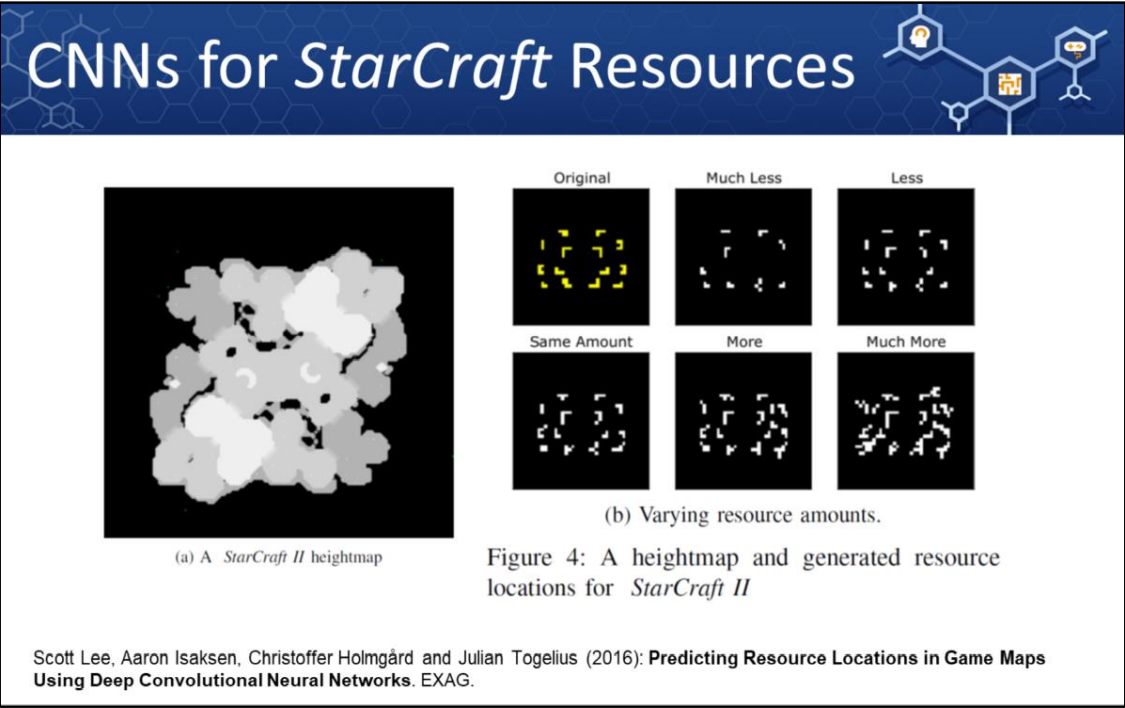 CNNs for StarCraft Resources
Original
Much Less
Less
Same Amount
More
Much More
(a) A StarCraft II heightmap
(b) Varying resource amounts.
Figure 4: A heightmap and generated resource
locations for StarCraft II
Scott Lee, Aaron Isaksen, Christoffer Holmgård and Julian Togelius (2016): Predicting Resource Locations in Game Maps
Using Deep Convolutional Neural Networks. EXAG.